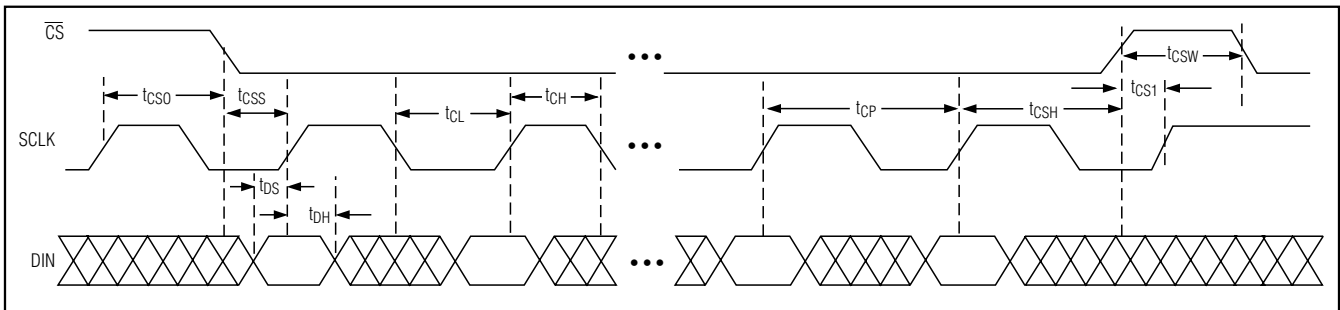 CS
•••
tCSW
tCSO
tCSS
tCL
tCH
tCP
tCSH
tCS1
SCLK
•••
tDS
tDH
DIN
•••